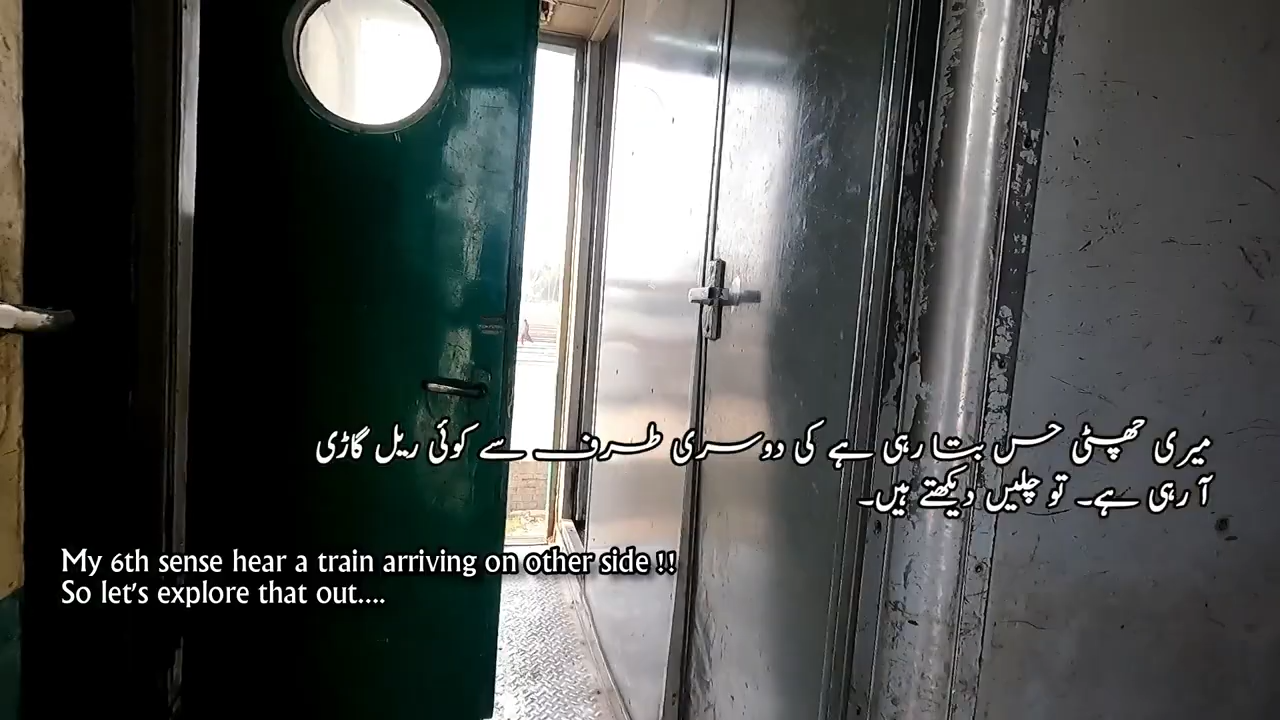 میری چھٹی حس بتا رہی ہے کی دوسری طرف سے کوئی ریل گاڑی
آ رہی ہے۔ تو چلیں دیکھتے ہیں۔
My 6th sense hear a train arriving on other side !!
So let's explore that out....